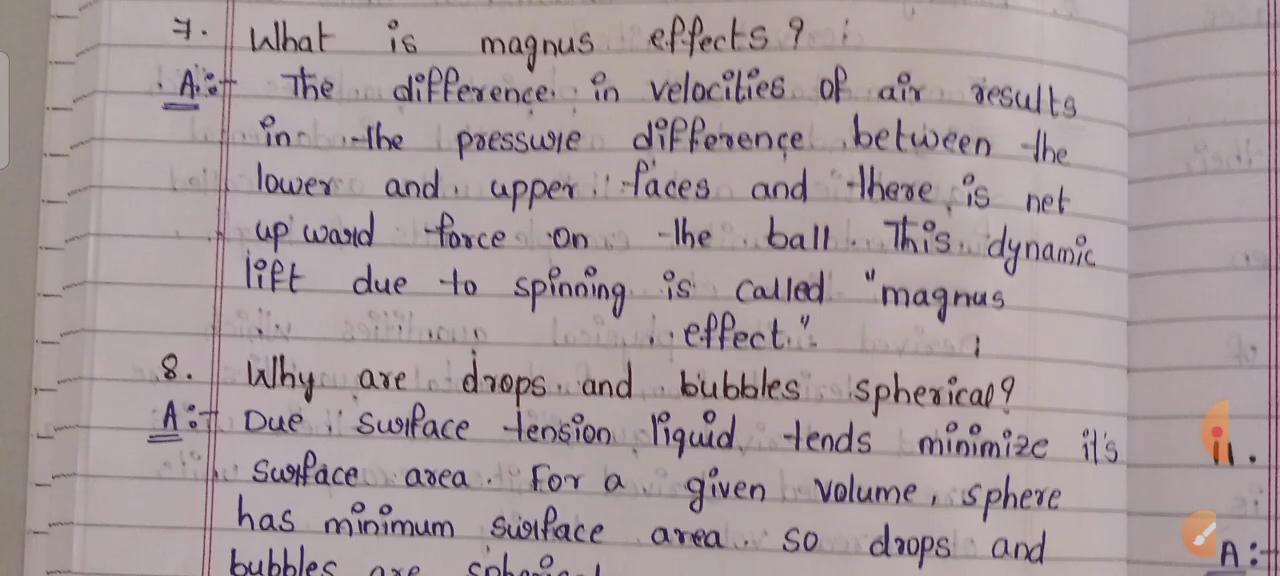 7. What is magnus effects ?
A:- The difference in velocities of air results
in the pressure difference between the
lower and upper faces and there is net
upward force on the ball. This dynamic
lift due to spinning is called "magnus
effect."
8. Why are drops and bubbles spherical?
A:- Due surface tension liquid tends minimize it's
surface area. For a given volume, sphere
has minimum surface area so drops and
bubbles are
11.
A:-